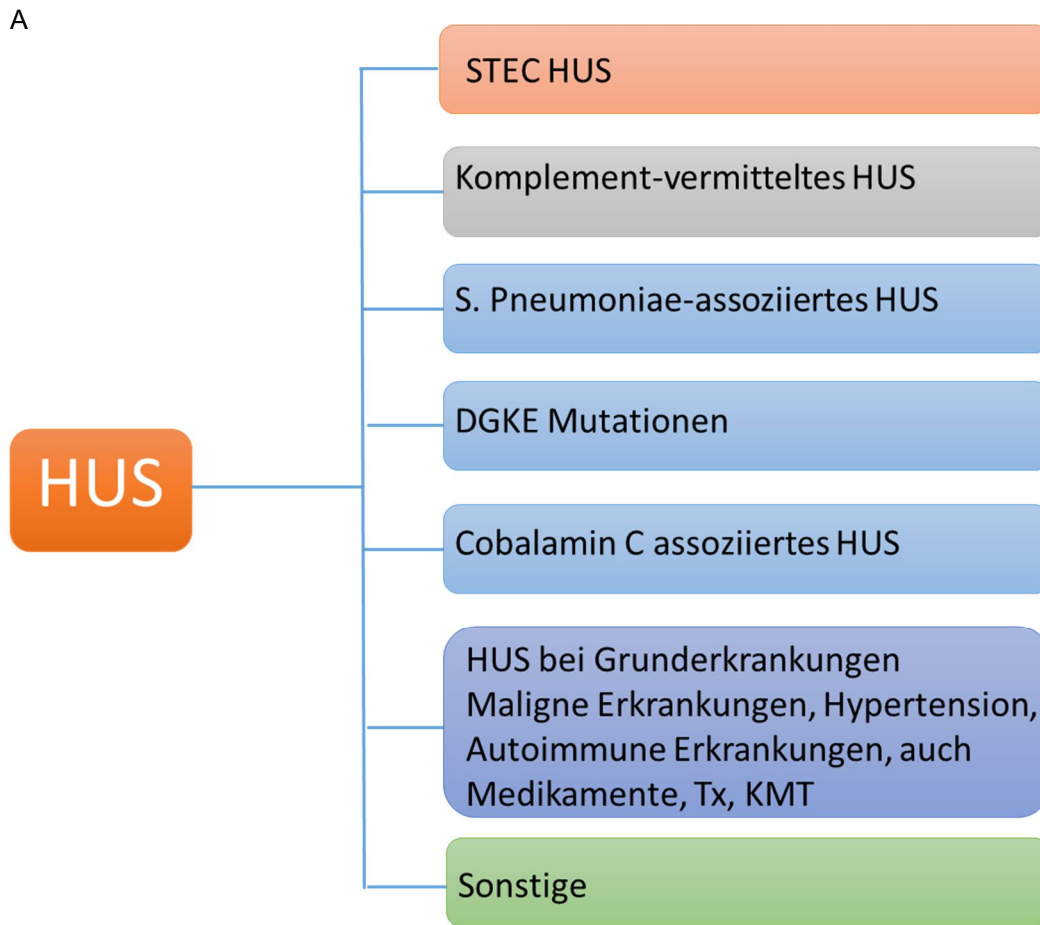 A
STEC HUS
Komplement-vermitteltes HUS
S. Pneumoniae-assoziiertes HUS
DGKE Mutationen
HUS
Cobalamin C assoziiertes HUS
HUS bei Grunderkrankungen
Maligne Erkrankungen, Hypertension,
Autoimmune Erkrankungen, auch
Medikamente, Tx, KMT
Sonstige